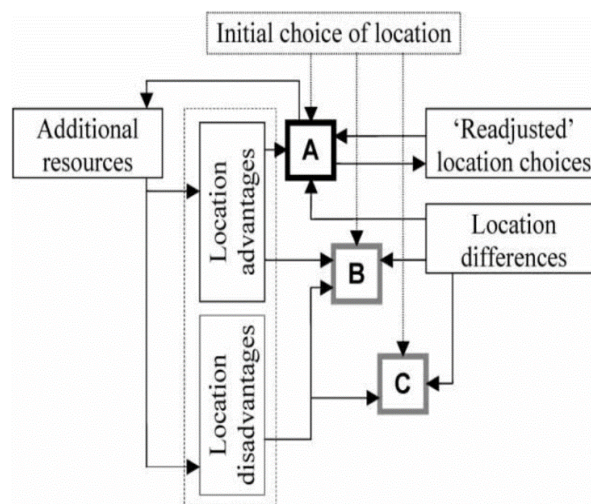 Initial choice of location
Additional
resources
A
'Readjusted'
location choices
Location
advantages
Location
differences
B
C
Location
disadvantages